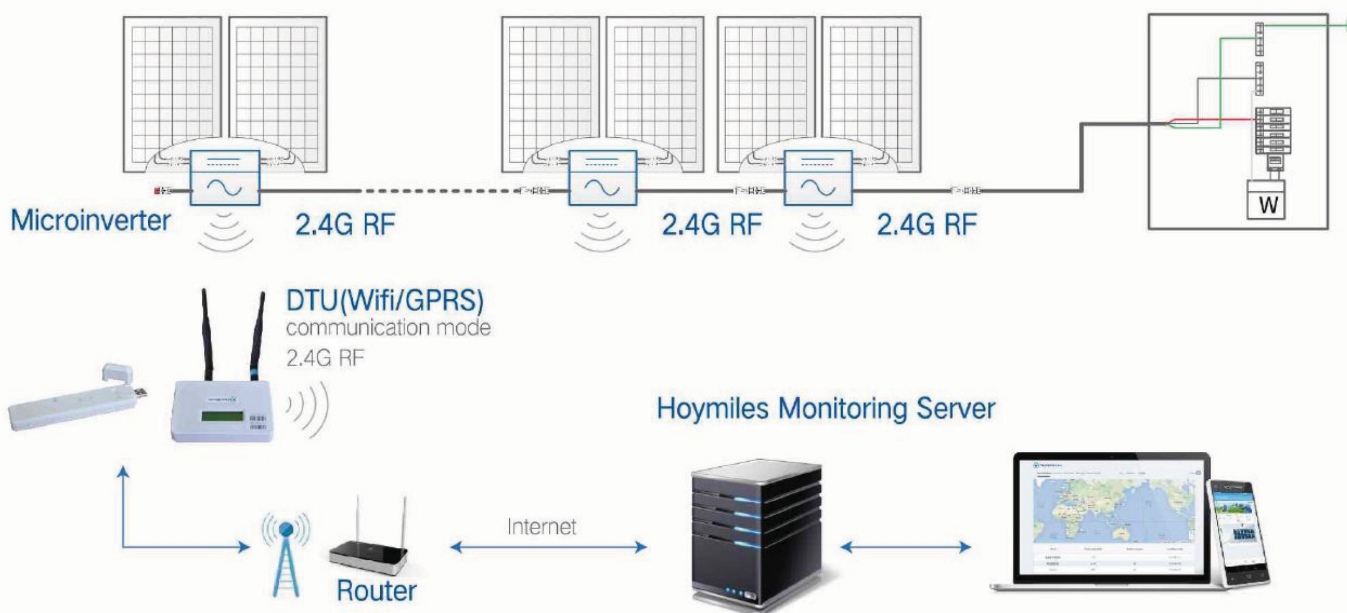 Microinverter
2.4G RF
2.4G RF
2.4G RF
W
DTU(Wifi/GPRS)
communication mode
2.4G RF
Hoymiles Monitoring Server
Internet
Router